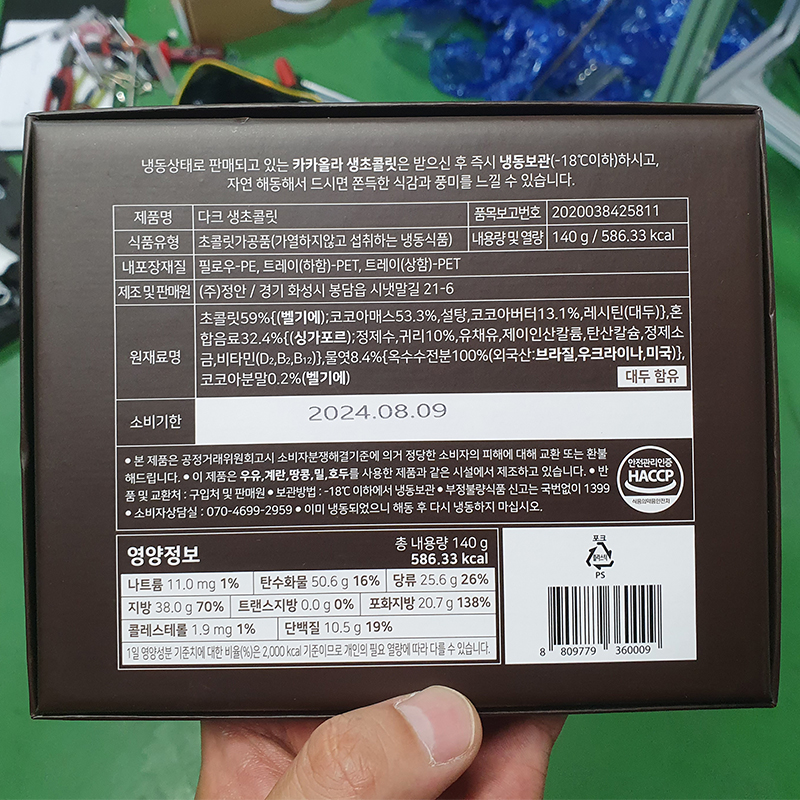 냉동상태로 판매되고 있는 카카올라 생초콜릿은 받으신 후 즉시 냉동보관(-18℃이하)하시고,
자연 해동해서 드시면 쫀득한 식감과 풍미를 느낄 수 있습니다.
제품명 다크 생초콜릿 품목보고번호 2020038425811
식품유형 초콜릿가공품(가열하지않고 섭취하는 냉동식품) 내용량 및 열량 140 g / 586.33 kcal
내포장재질 필로우-PE, 트레이(하함)-PET, 트레이(상함)-PET
제조 및 판매원 (주)정안 / 경기 화성시 봉담읍 시냇말길 21-6
원재료명
초콜릿59%{(벨기에);코코아매스53.3%,설탕,코코아버터13.1%,레시틴(대두)},혼
합음료32.4%{(싱가포르);정제수,귀리10%,유채유,제이인산칼륨,탄산칼슘,정제소
금,비타민(D₂,B₂,B₁₂)},물엿8.4%{옥수수전분100%(외국산:브라질,우크라이나,미국)},
코코아분말0.2%(벨기에)
대두 함유
소비기한 2024.08.09
• 본 제품은 공정거래위원회고시 소비자분쟁해결기준에 의거 정당한 소비자의 피해에 대해 교환 또는 환불
해드립니다. • 이 제품은 우유,계란,땅콩,밀,호두를 사용한 제품과 같은 시설에서 제조하고 있습니다. • 반
품 및 교환처 : 구입처 및 판매원 • 보관방법 : -18℃ 이하에서 냉동보관 • 부정불량식품 신고는 국번없이 1399
• 소비자상담실 : 070-4699-2959 • 이미 냉동되었으니 해동 후 다시 냉동하지 마십시오.
안전관리인증
HACCP
식품의약품안전처
영양정보 총 내용량 140 g
586.33 kcal
나트륨 11.0 mg 1% 탄수화물 50.6 g 16% 당류 25.6 g 26%
지방 38.0 g 70% 트랜스지방 0.0 g 0% 포화지방 20.7 g 138%
콜레스테롤 1.9 mg 1% 단백질 10.5 g 19%
1일 영양성분 기준치에 대한 비율(%)은 2,000 kcal 기준이므로 개인의 필요 열량에 따라 다를 수 있습니다.
포크
플라스틱
PS
8 809779 360009